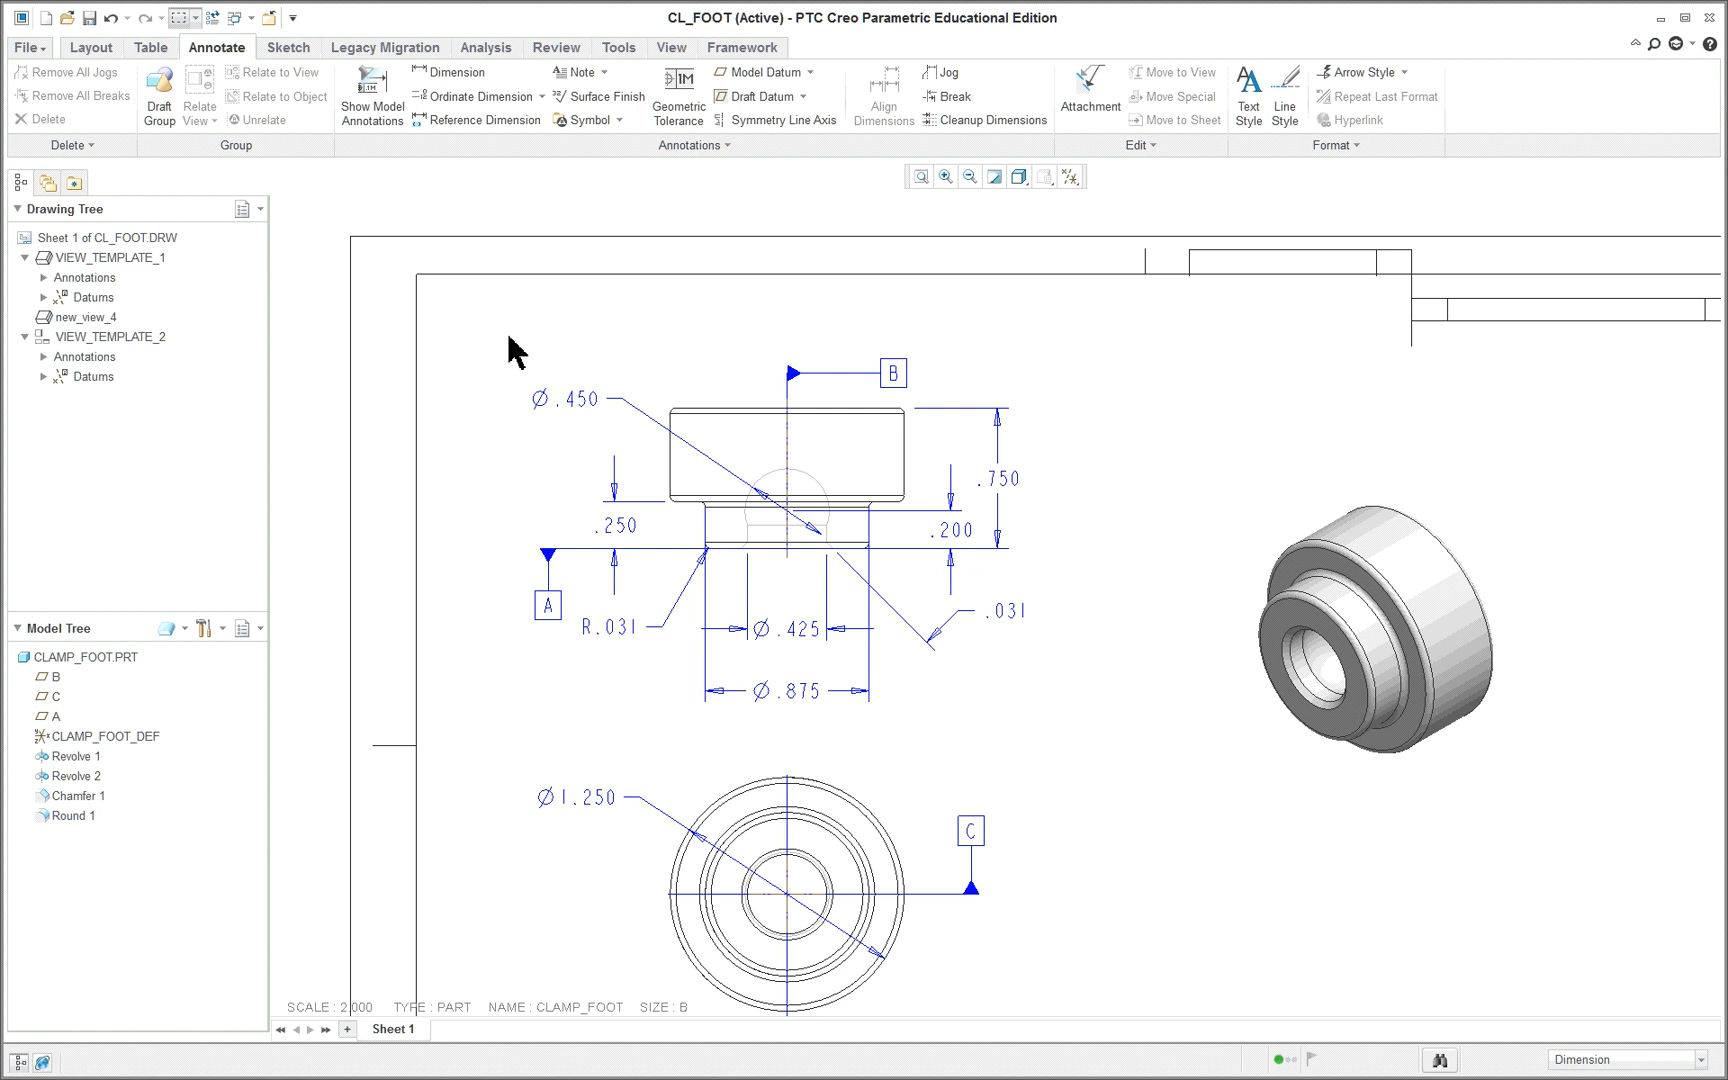 CL_FOOT (Active) - PTC Creo Parametric Educational Edition
File Layout Table Annotate Sketch Legacy Migration Analysis Review Tools View Framework
Remove All Jogs
Remove All Breaks
Delete
Delete
Draft Group
Relate View
Relate to View
Relate to Object
Unrelate
Group
Show Model Annotations
Dimension
Ordinate Dimension
Reference Dimension
Note
Surface Finish
Symbol
Geometric Tolerance
Model Datum
Draft Datum
Symmetry Line Axis
Align Dimensions
Jog
Break
Cleanup Dimensions
Annotations
Attachment
Move to View
Move Special
Move to Sheet
Edit
Text Style
Line Style
Arrow Style
Repeat Last Format
Hyperlink
Format
Drawing Tree
Sheet 1 of CL_FOOT.DRW
VIEW_TEMPLATE_1
Annotations
Datums
new_view_4
VIEW_TEMPLATE_2
Annotations
Datums
Model Tree
CLAMP_FOOT.PRT
B
C
A
CLAMP_FOOT_DEF
Revolve 1
Revolve 2
Chamfer 1
Round 1
B
Ø.450
.750
.250
.200
A
R.031
Ø.425
.031
Ø.875
Ø1.250
C
SCALE : 2.000 TYPE : PART NAME : CLAMP_FOOT SIZE : B
Sheet 1
Dimension